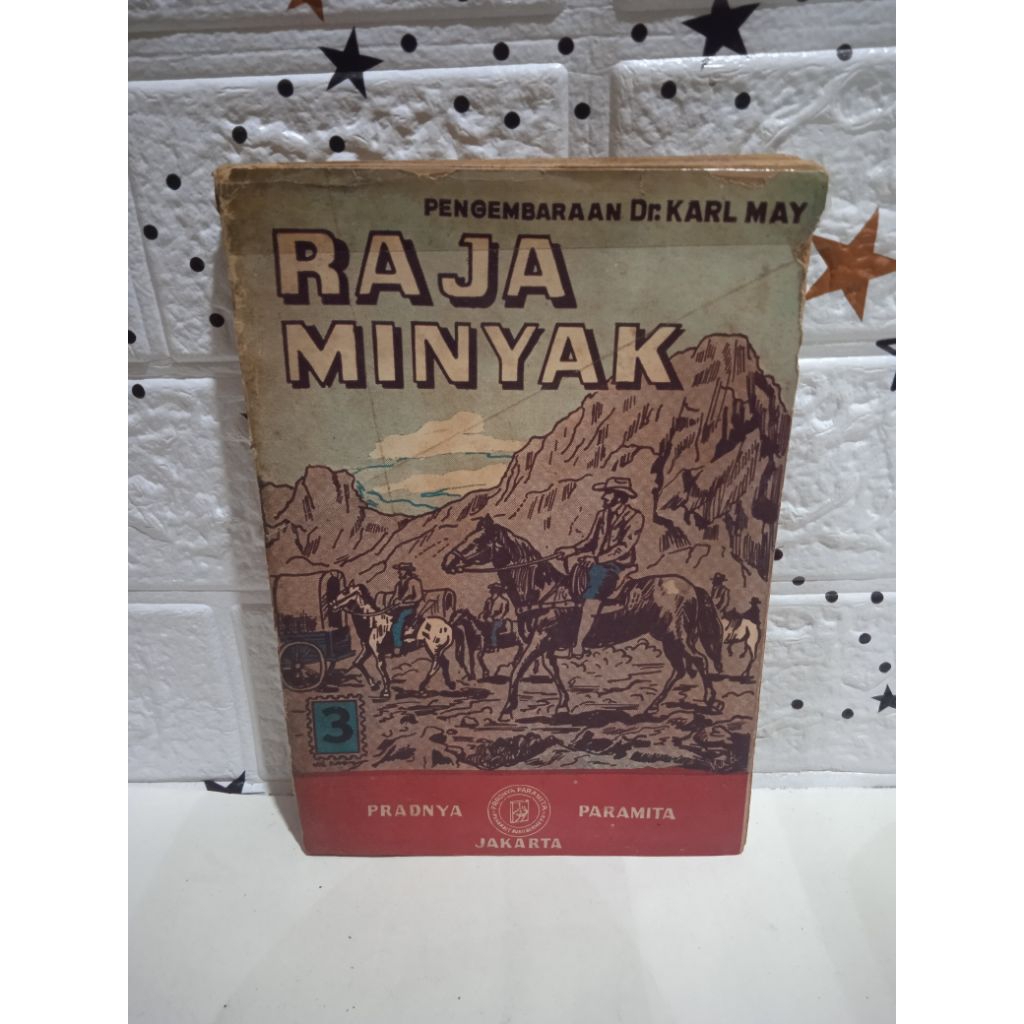 PENGEMBARAAN Dr. KARL MAY
RAJA
MINYAK
3
PRADNYA PARAMITA
JAKARTA